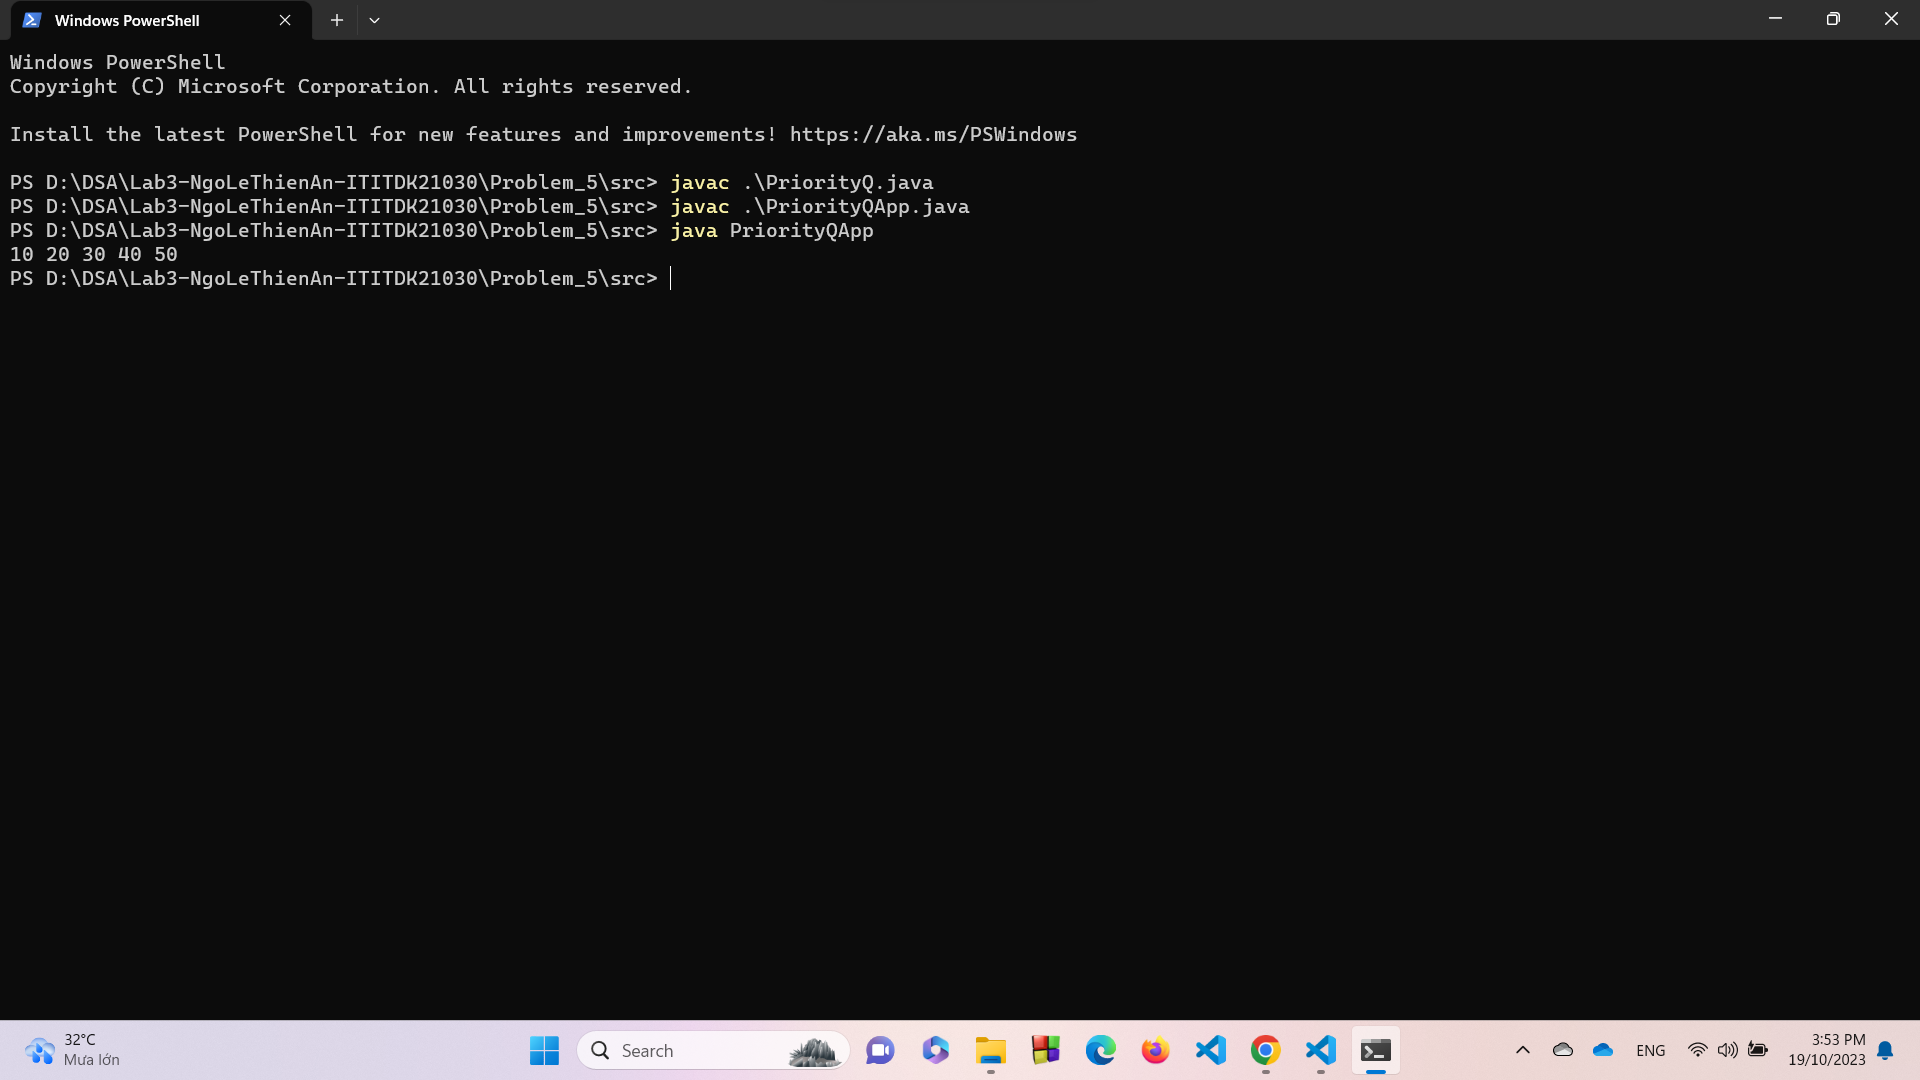 Windows PowerShell
Windows PowerShell
Copyright (C) Microsoft Corporation. All rights reserved.
Install the latest PowerShell for new features and improvements! https://aka.ms/PSWindows
PS D:\DSA\Lab3-NgoLeThienAn-ITITDK21030\Problem_5\src> javac .\PriorityQ.java
PS D:\DSA\Lab3-NgoLeThienAn-ITITDK21030\Problem_5\src> javac .\PriorityQApp.java
PS D:\DSA\Lab3-NgoLeThienAn-ITITDK21030\Problem_5\src> java PriorityQApp
10 20 30 40 50
PS D:\DSA\Lab3-NgoLeThienAn-ITITDK21030\Problem_5\src>
32°C
Mưa lớn
Search
ENG
3:53 PM
19/10/2023